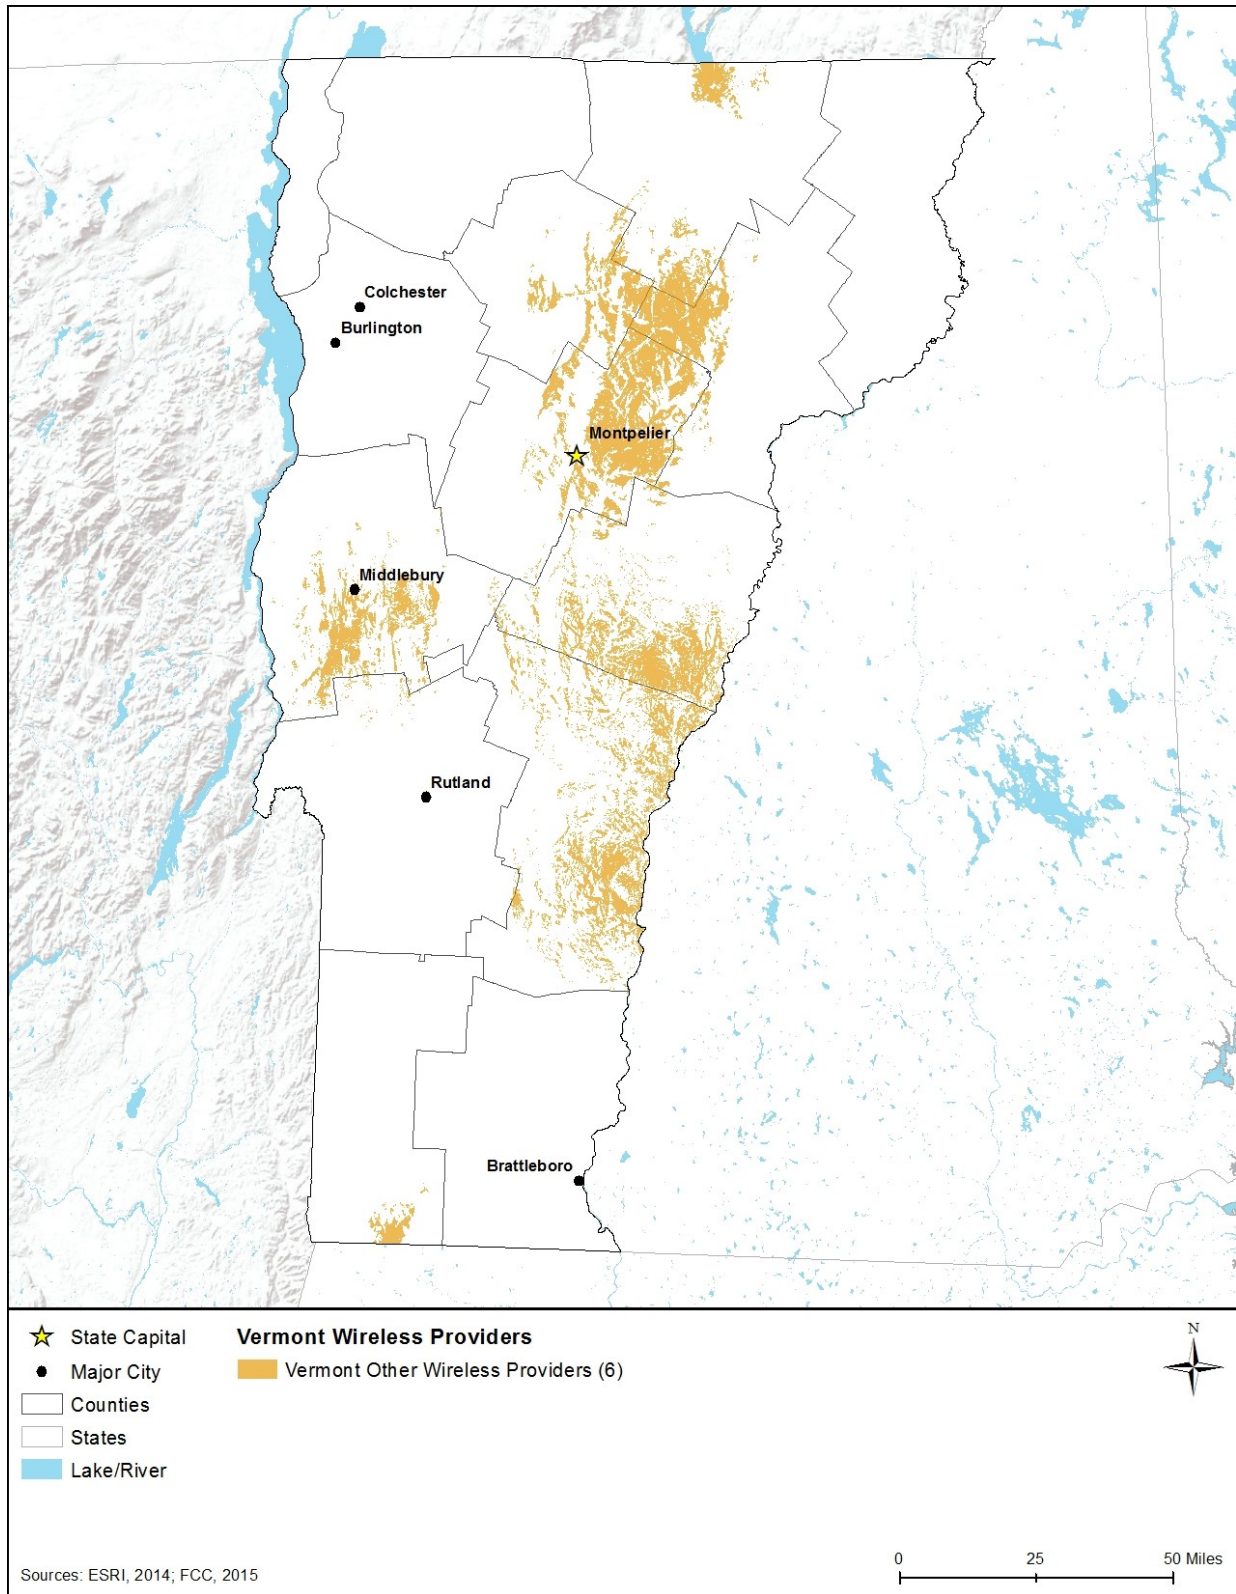 Colchester
Burlington
Montpelier
Middlebury
Rutland
Brattleboro
State Capital
Major City
Counties
States
Lake/River
Vermont Wireless Providers
Vermont Other Wireless Providers (6)
N
0 25 50 Miles
Sources: ESRI, 2014; FCC, 2015